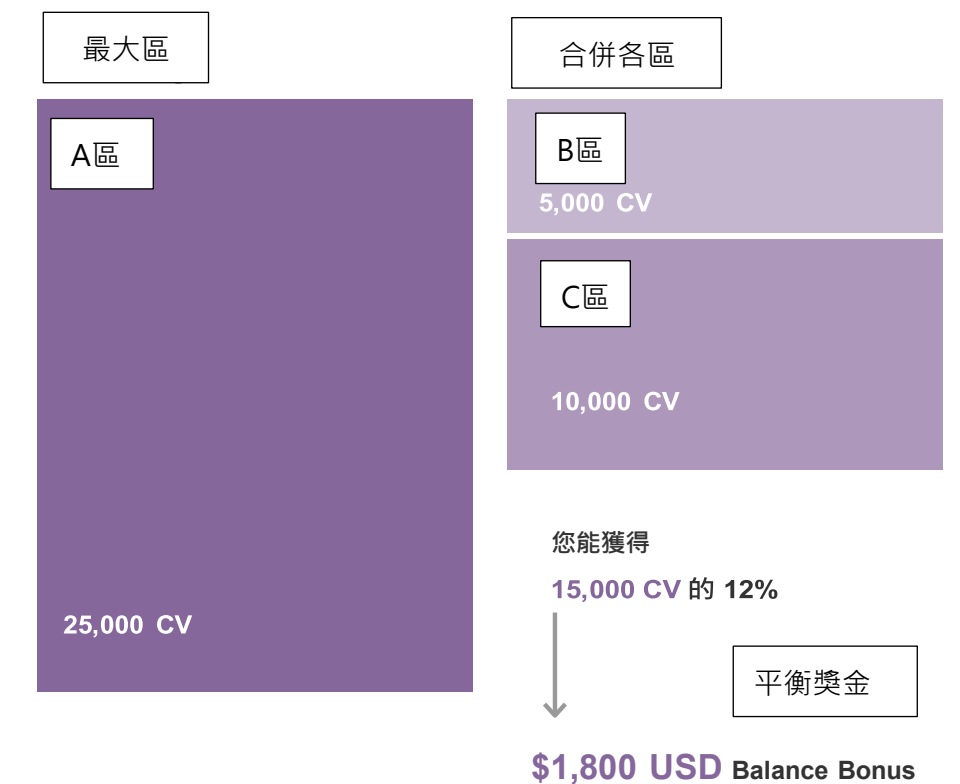 最大區
A區
25,000 CV
合併各區
B區
5,000 CV
C區
10,000 CV
您能獲得
15,000 CV 的 12%
平衡獎金
$1,800 USD Balance Bonus